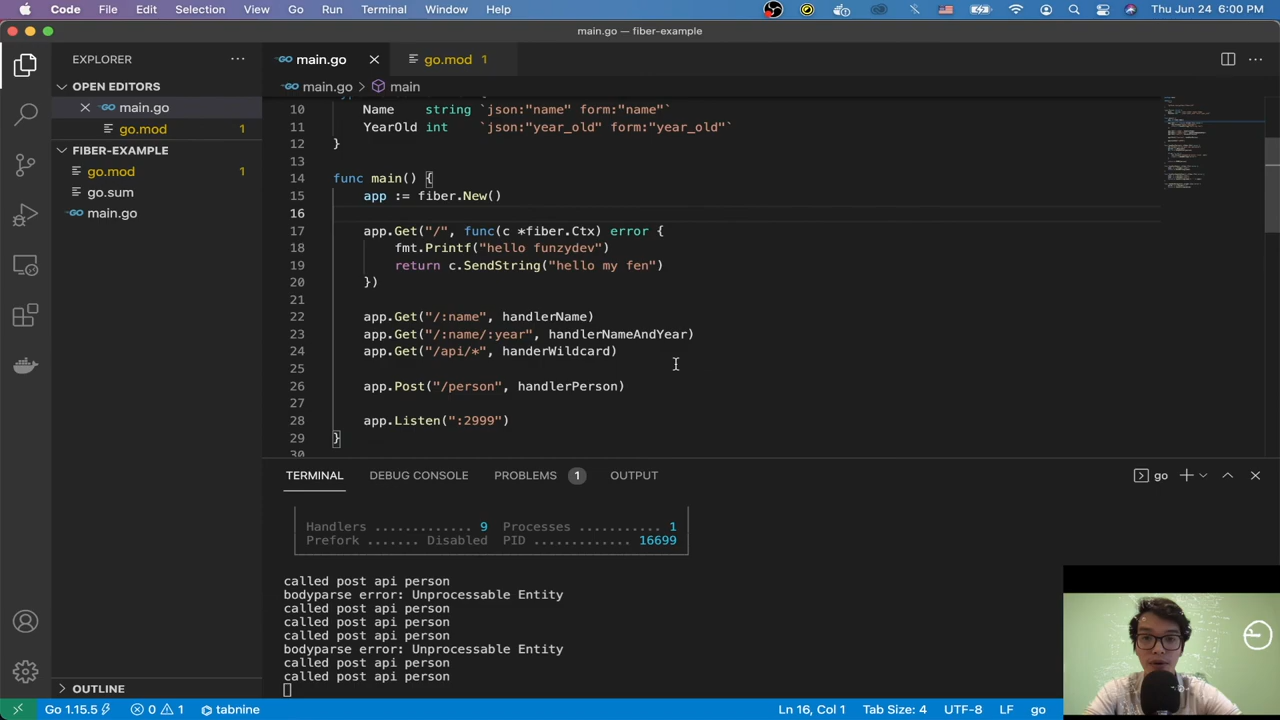 Code File Edit Selection View Go Run Terminal Window Help Thu Jun 24 6:00 PM
main.go — fiber-example
EXPLORER ··· GO main.go × go.mod 1 ···
OPEN EDITORS GO main.go > main
× GO main.go
go.mod 1
FIBER-EXAMPLE
go.mod 1
go.sum
GO main.go
10 Name string `json:"name" form:"name"`
11 YearOld int `json:"year_old" form:"year_old"`
12 }
13
14 func main() {
15 app := fiber.New()
16
17 app.Get("/", func(c *fiber.Ctx) error {
18 fmt.Printf("hello funzydev")
19 return c.SendString("hello my fen")
20 })
21
22 app.Get("/:name", handlerName)
23 app.Get("/:name/:year", handlerNameAndYear)
24 app.Get("/api/*", handerWildcard)
25
26 app.Post("/person", handlerPerson)
27
28 app.Listen(":2999")
29 }
30
TERMINAL DEBUG CONSOLE PROBLEMS 1 OUTPUT go
Handlers ............. 9 Processes ........... 1
Prefork ....... Disabled PID ............. 16699
called post api person
bodyparse error: Unprocessable Entity
called post api person
called post api person
called post api person
bodyparse error: Unprocessable Entity
called post api person
called post api person
OUTLINE
Go 1.15.5 0 1 tabnine Ln 16, Col 1 Tab Size: 4 UTF-8 LF go